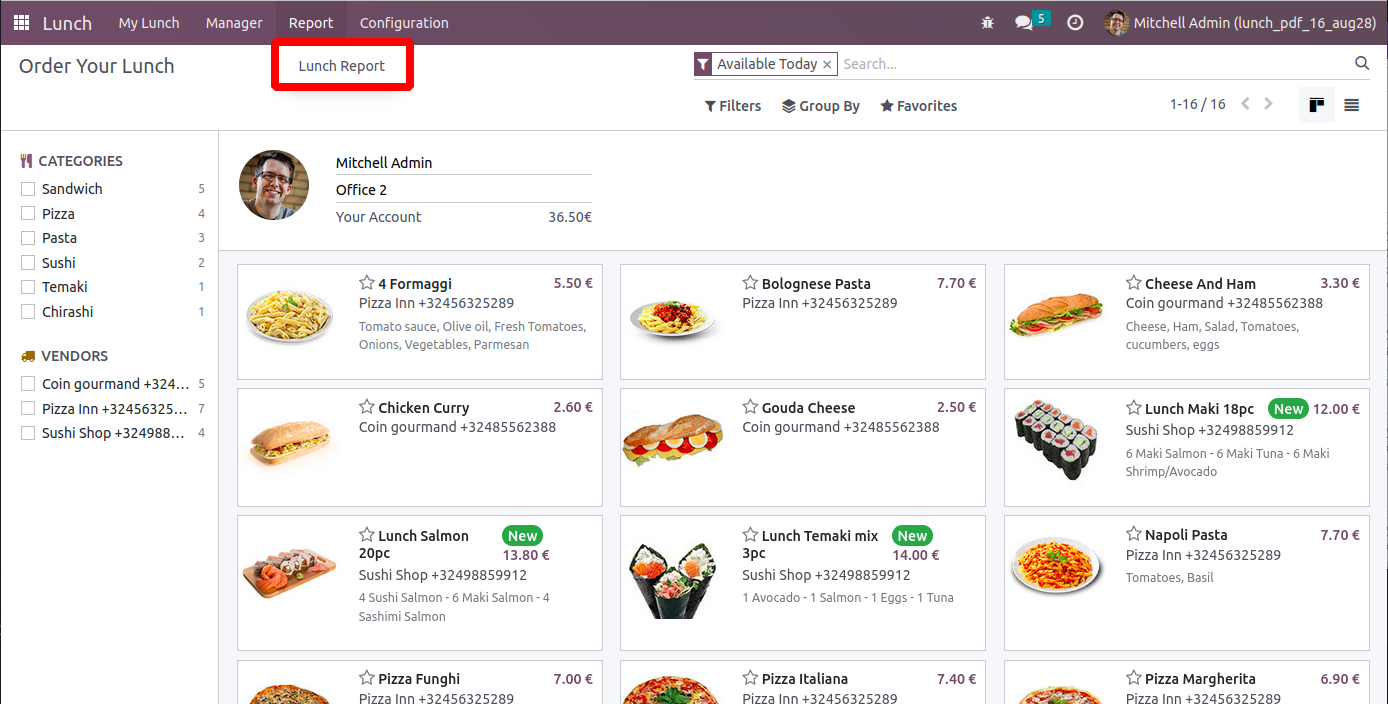 Lunch My Lunch Manager Report Configuration 5 Mitchell Admin (lunch_pdf_16_aug28)
Order Your Lunch
Lunch Report
Available Today × Search...
Filters Group By Favorites
1-16 / 16
CATEGORIES
Sandwich 5
Pizza 4
Pasta 3
Sushi 2
Temaki 1
Chirashi 1
VENDORS
Coin gourmand +324... 5
Pizza Inn +32456325... 7
Sushi Shop +324988... 4
Mitchell Admin
Office 2
Your Account 36.50€
4 Formaggi 5.50 €
Pizza Inn +32456325289
Tomato sauce, Olive oil, Fresh Tomatoes,
Onions, Vegetables, Parmesan
Bolognese Pasta 7.70 €
Pizza Inn +32456325289
Cheese And Ham 3.30 €
Coin gourmand +32485562388
Cheese, Ham, Salad, Tomatoes,
cucumbers, eggs
Chicken Curry 2.60 €
Coin gourmand +32485562388
Gouda Cheese 2.50 €
Coin gourmand +32485562388
Lunch Maki 18pc New 12.00 €
Sushi Shop +32498859912
6 Maki Salmon - 6 Maki Tuna - 6 Maki
Shrimp/Avocado
Lunch Salmon New
20pc 13.80 €
Sushi Shop +32498859912
4 Sushi Salmon - 6 Maki Salmon - 4
Sashimi Salmon
Lunch Temaki mix New
3pc 14.00 €
Sushi Shop +32498859912
1 Avocado - 1 Salmon - 1 Eggs - 1 Tuna
Napoli Pasta 7.70 €
Pizza Inn +32456325289
Tomatoes, Basil
Pizza Funghi 7.00 €
Pizza Inn +32456325289
Pizza Italiana 7.40 €
Pizza Inn +32456325289
Pizza Margherita 6.90 €
Pizza Inn +32456325289